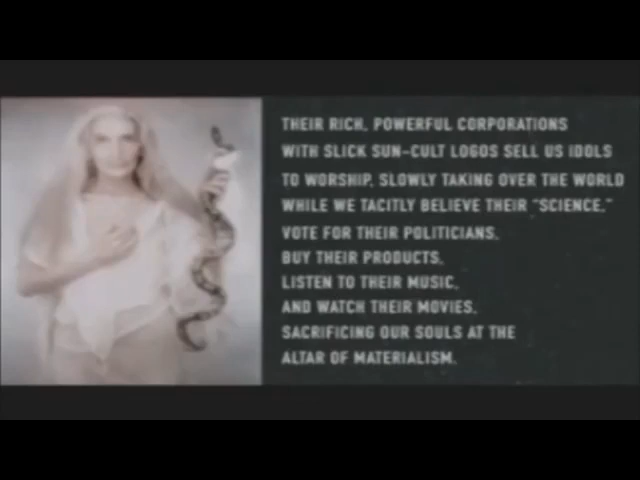 THEIR RICH, POWERFUL CORPORATIONS
WITH SLICK SUN-CULT LOGOS SELL US IDOLS
TO WORSHIP, SLOWLY TAKING OVER THE WORLD
WHILE WE TACITLY BELIEVE THEIR "SCIENCE,"
VOTE FOR THEIR POLITICIANS,
BUY THEIR PRODUCTS,
LISTEN TO THEIR MUSIC,
AND WATCH THEIR MOVIES,
SACRIFICING OUR SOULS AT THE
ALTAR OF MATERIALISM.